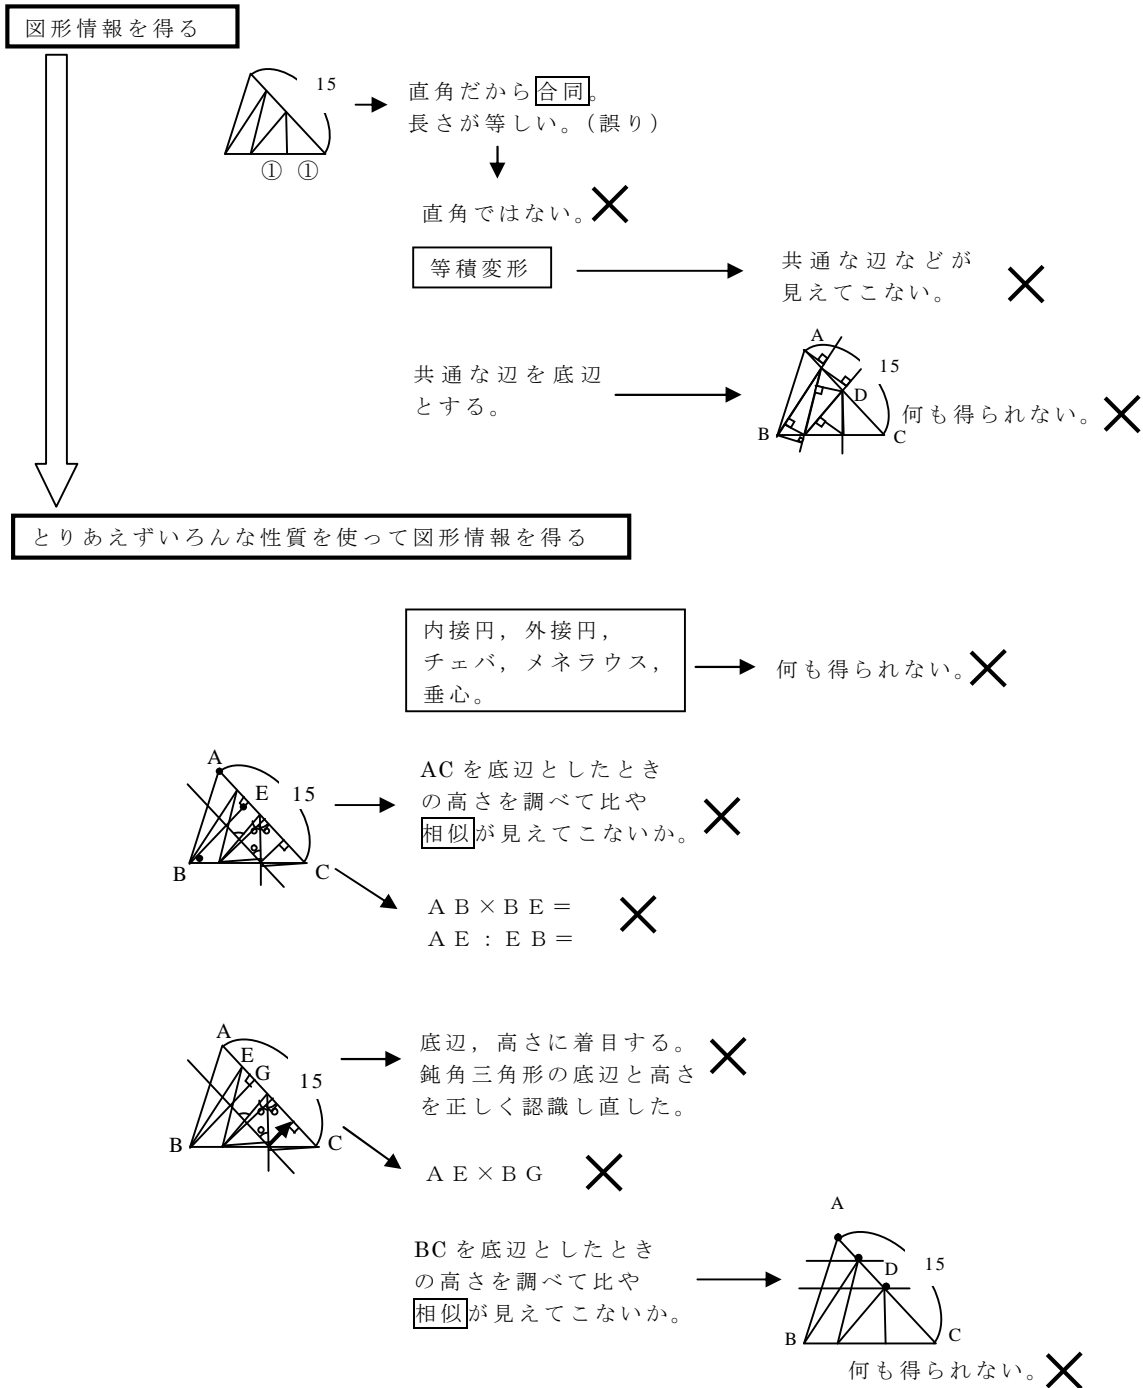 図形情報を得る
15
① ①
直角だから合同。
長さが等しい。(誤り)
直角ではない。
等積変形
共通な辺などが
見えてこない。
共通な辺を底辺
とする。
A
15
D
B
C
何も得られない。
とりあえずいろんな性質を使って図形情報を得る
内接円，外接円，
チェバ，メネラウス，
垂心。
何も得られない。
A
E
15
B
C
ACを底辺としたとき
の高さを調べて比や
相似が見えてこないか。
ＡＢ×ＢＥ＝
ＡＥ：ＥＢ＝
A
E
G
15
B
C
底辺，高さに着目する。
鈍角三角形の底辺と高さ
を正しく認識し直した。
ＡＥ×ＢＧ
BCを底辺としたとき
の高さを調べて比や
相似が見えてこないか。
A
D
15
B
C
何も得られない。